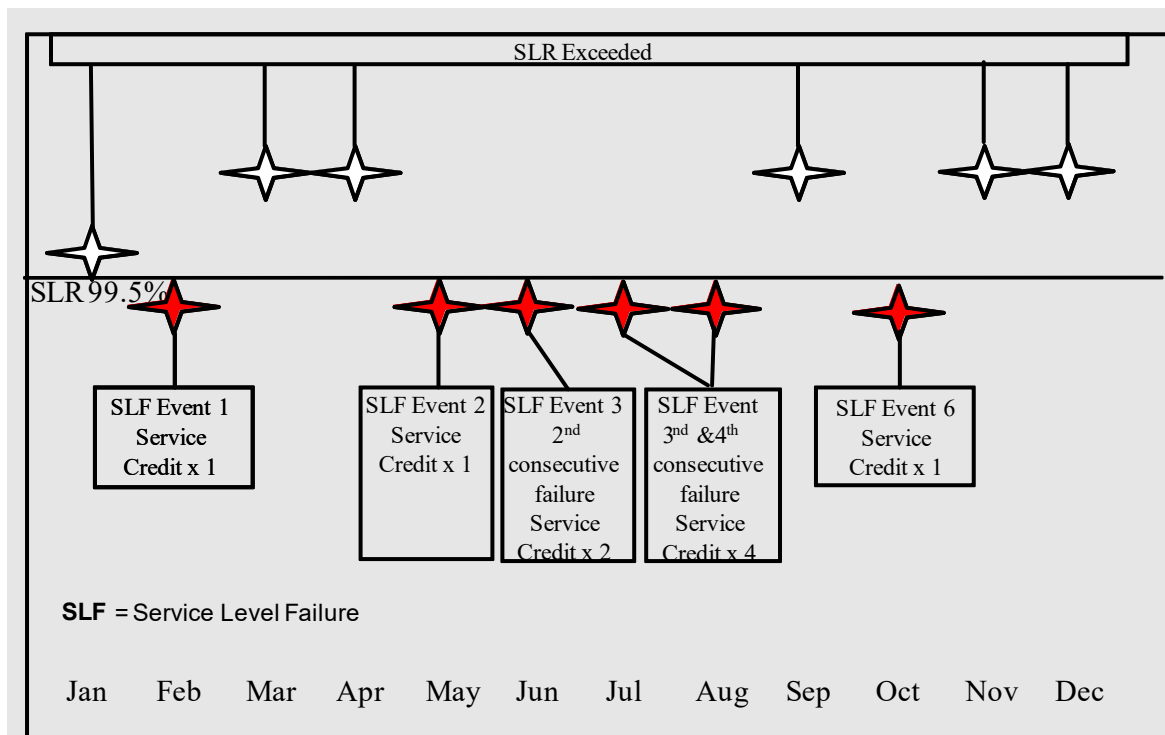 SLR Exceeded
SLR 99.5%
SLF Event 1
Service
Credit x 1
SLF Event 2
Service
Credit x 1
SLF Event 3
2nd
consecutive
failure
Service
Credit x 2
SLF Event
3nd &4th
consecutive
failure
Service
Credit x 4
SLF Event 6
Service
Credit x 1
SLF = Service Level Failure
Jan Feb Mar Apr May Jun Jul Aug Sep Oct Nov Dec